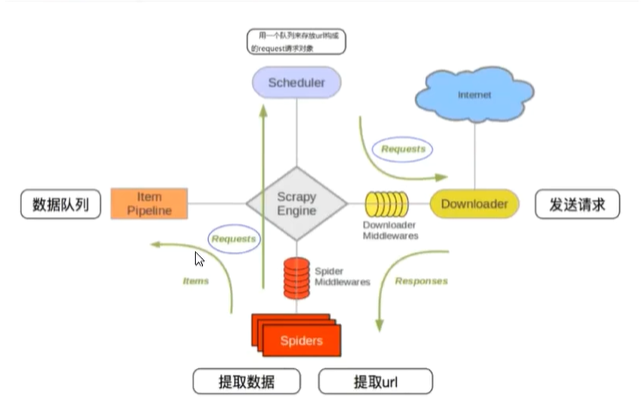 用一个队列来存放url构成
的request请求对象
Scheduler
Internet
Requests
数据队列
Item
Pipeline
Scrapy
Engine
Downloader
发送请求
Downloader
Middlewares
Requests
Spider
Middlewares
Items
Responses
Spiders
提取数据
提取url